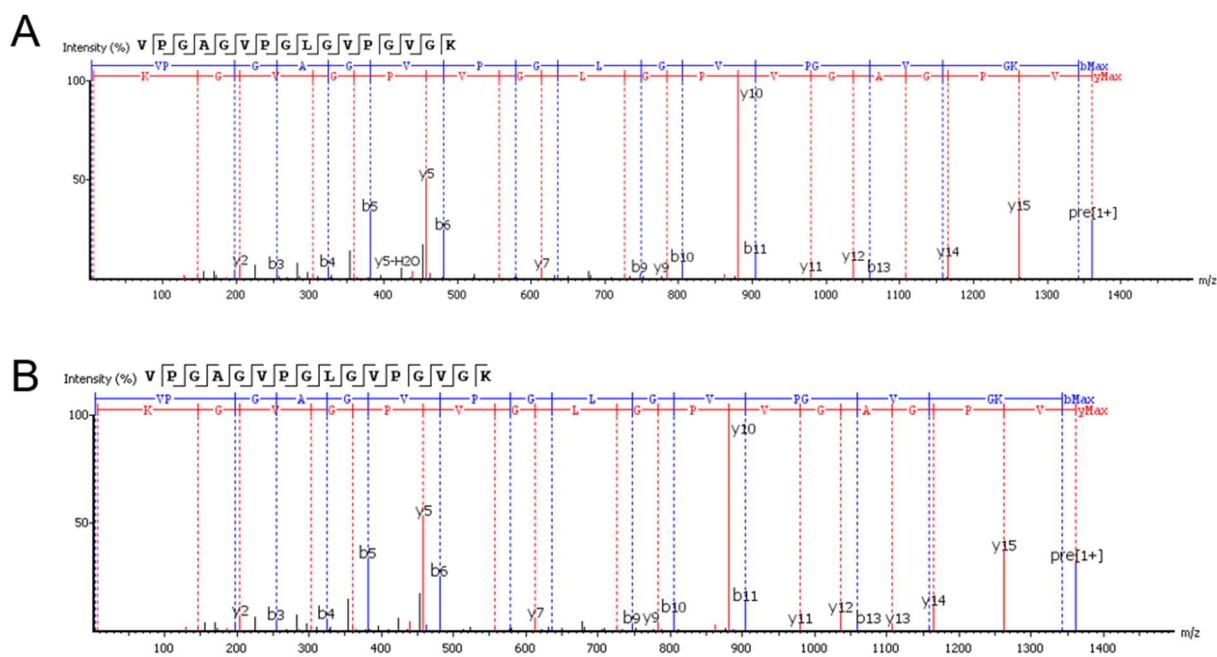 A
Intensity (%) V P G A G V P G L G V P G V G K
VP G A G V P G L G V PG V GK bMax
K G V G P V G L G P V G A G P V yMax
100
y10
50
y5
b5
b6
y2 b3 b4 y5-H2O y7 b9 y9 b10 b11 y11 y12 b13 y14 y15 pre[1+]
100 200 300 400 500 600 700 800 900 1000 1100 1200 1300 1400 m/z
B
Intensity (%) V P G A G V P G L G V P G V G K
VP G A G V P G L G V PG V GK bMax
K G V G P V G L G P V G A G P V yMax
100
y10
50
y5
b5
b6
y2 b3 b4 y7 b9 y9 b10 b11 y11 y12 b13 y13 y14 y15 pre[1+]
100 200 300 400 500 600 700 800 900 1000 1100 1200 1300 1400 m/z